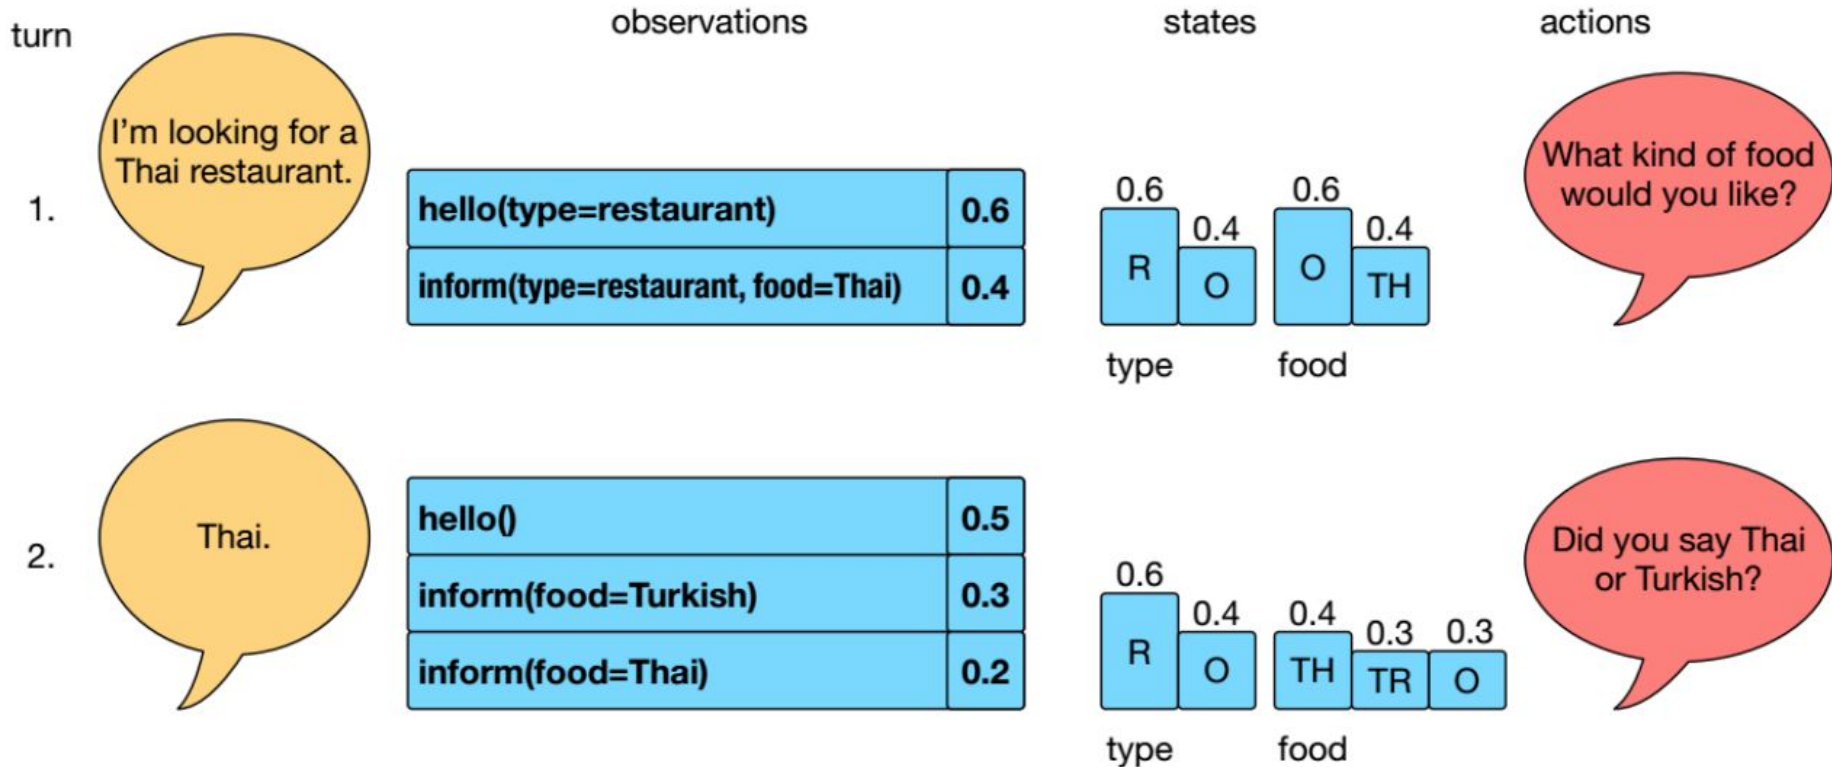 turn
observations
states
actions
1.
I'm looking for a
Thai restaurant.
hello(type=restaurant) 0.6
inform(type=restaurant, food=Thai) 0.4
0.6
R
0.4
O
0.6
O
0.4
TH
type
food
What kind of food
would you like?
2.
Thai.
hello() 0.5
inform(food=Turkish) 0.3
inform(food=Thai) 0.2
0.6
R
0.4
O
0.4
TH
0.3
TR
0.3
O
type
food
Did you say Thai
or Turkish?